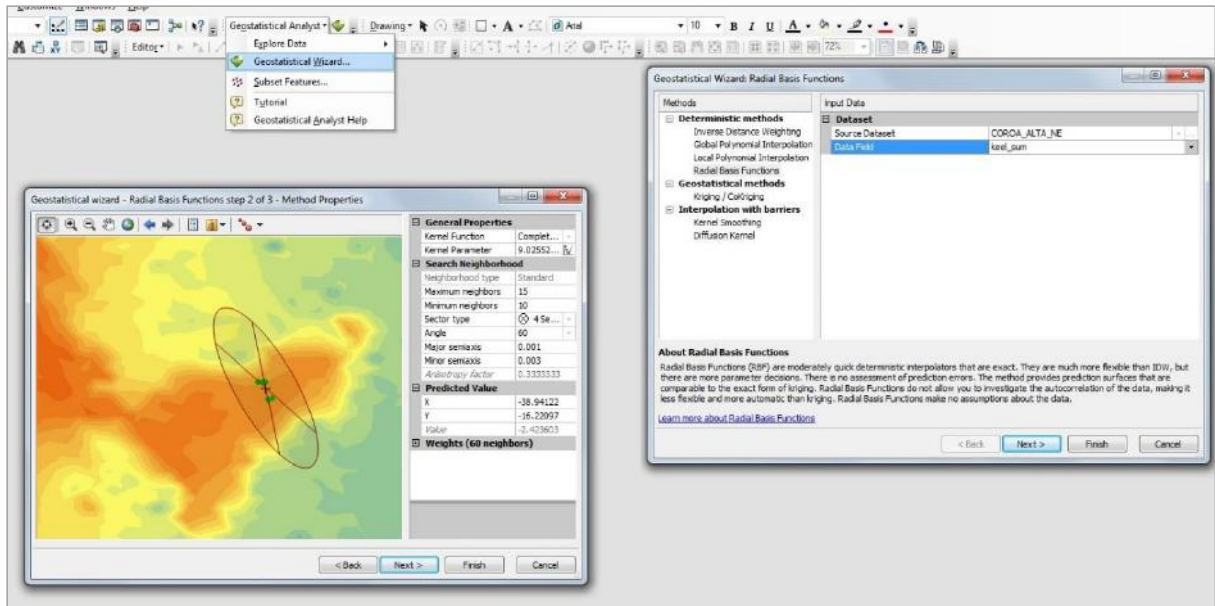 Customize Windows Help
Geostatistical Analyst
Drawing
Arial
10
B I U A
Editor
72%
Explore Data
Geostatistical Wizard...
Subset Features...
Tutorial
Geostatistical Analyst Help
Geostatistical Wizard: Radial Basis Functions
Methods
Input Data
Deterministic methods
Inverse Distance Weighting
Global Polynomial Interpolation
Local Polynomial Interpolation
Radial Basis Functions
Geostatistical methods
Kriging / CoKriging
Interpolation with barriers
Kernel Smoothing
Diffusion Kernel
Dataset
Source Dataset COROA_ALTA_NE
Data Field keel_sum
About Radial Basis Functions
Radial Basis Functions (RBF) are moderately quick deterministic interpolators that are exact. They are much more flexible than IDW, but
there are more parameter decisions. There is no assessment of prediction errors. The method provides prediction surfaces that are
comparable to the exact form of kriging. Radial Basis Functions do not allow you to investigate the autocorrelation of the data, making it
less flexible and more automatic than kriging. Radial Basis Functions make no assumptions about the data.
Learn more about Radial Basis Functions
< Back Next > Finish Cancel
Geostatistical wizard - Radial Basis Functions step 2 of 3 - Method Properties
General Properties
Kernel Function Complet...
Kernel Parameter 9.02552...
Search Neighborhood
Neighborhood type Standard
Maximum neighbors 15
Minimum neighbors 10
Sector type 4 Se...
Angle 60
Major semiaxis 0.001
Minor semiaxis 0.003
Anisotropy factor 0.3333333
Predicted Value
X -38.94122
Y -16.22097
Value -2.423603
Weights (60 neighbors)
< Back Next > Finish Cancel